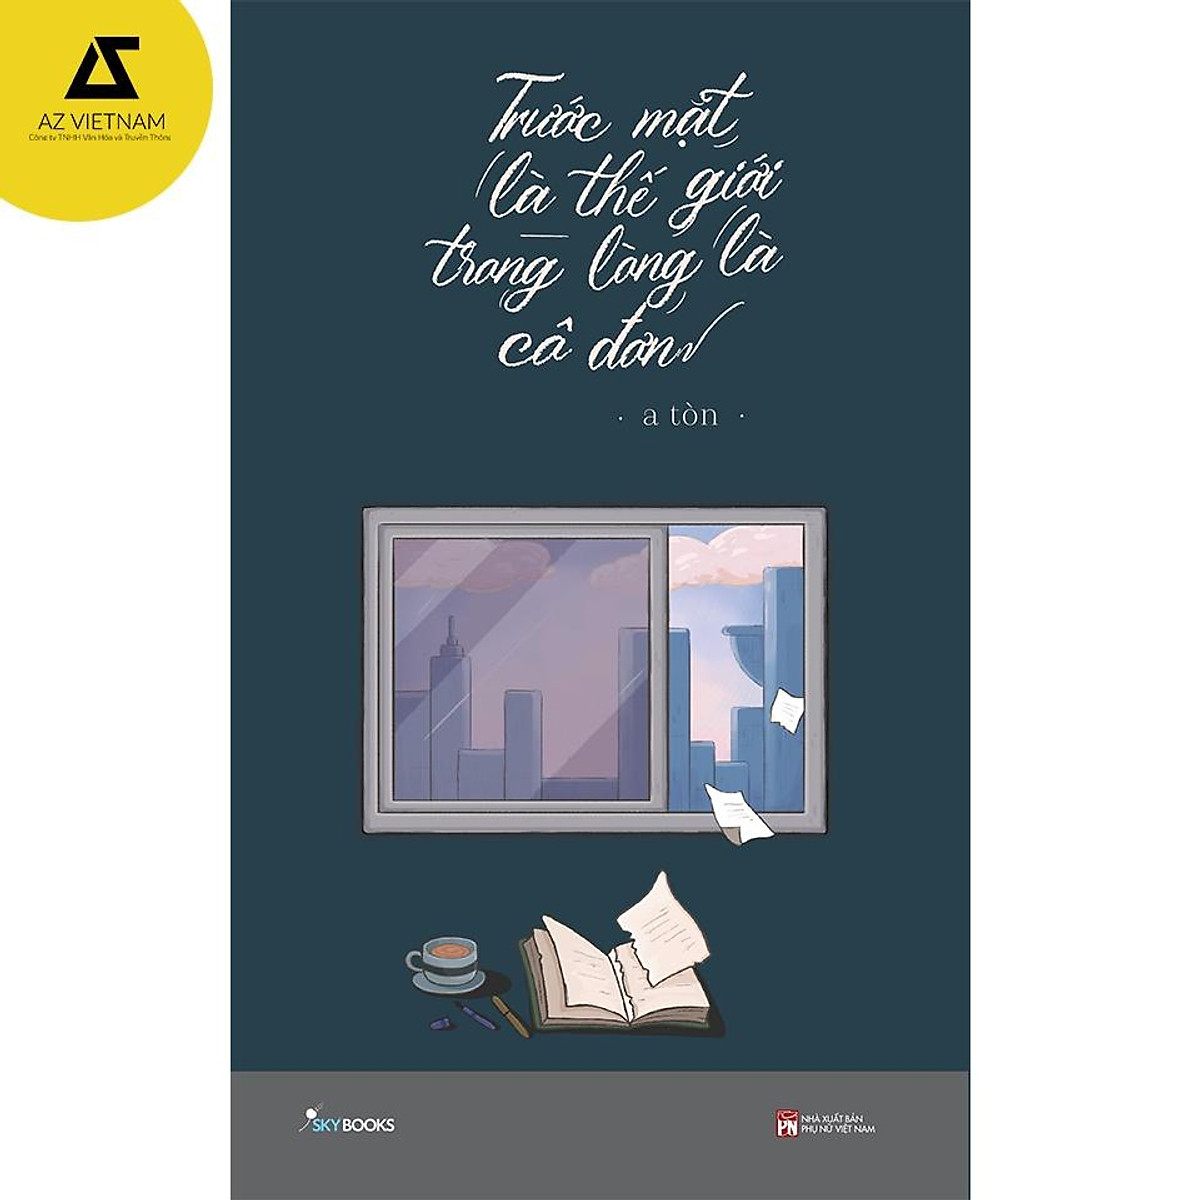 AZ VIETNAM
Công ty TNHH Văn Hóa và Truyền Thông
Trước mặt
là thế giới
trong lòng là
cô đơn
· a tòn ·
SKYBOOKS
PN
NHÀ XUẤT BẢN
PHỤ NỮ VIỆT NAM